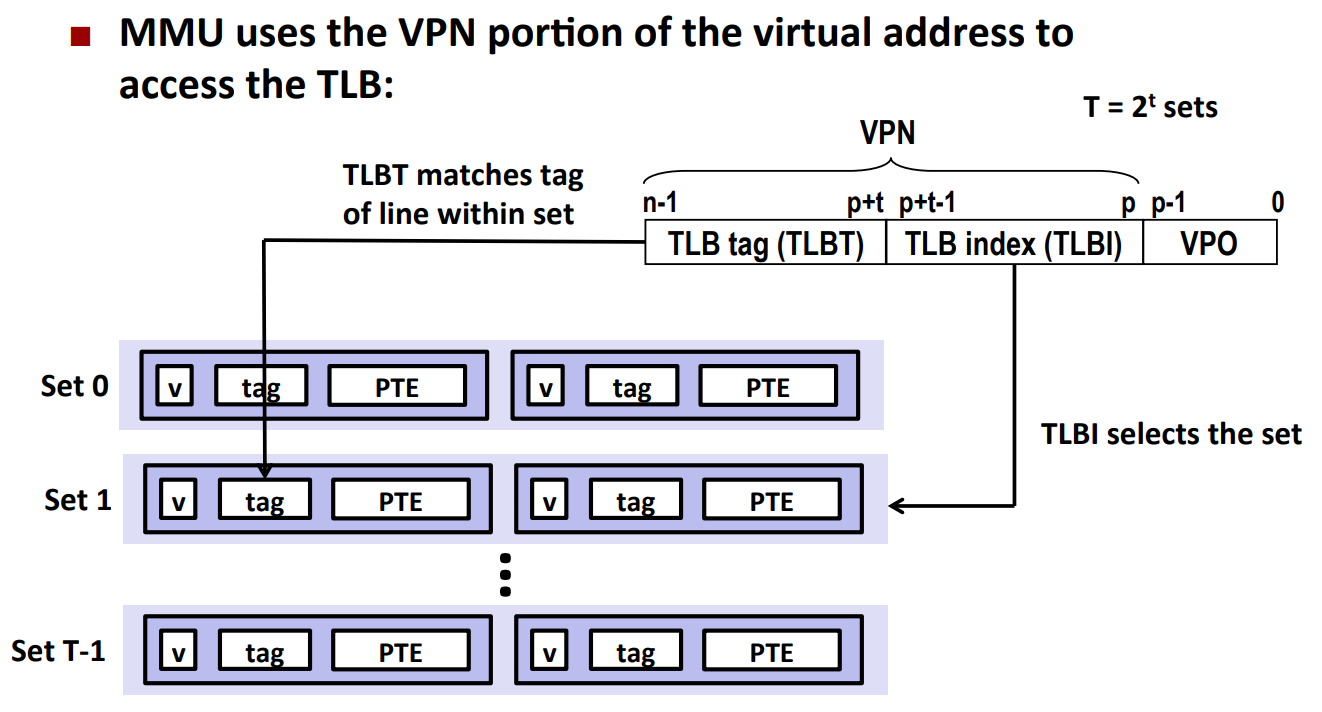 ■ MMU uses the VPN portion of the virtual address to
access the TLB:
T = 2ᵗ sets
VPN
TLBT matches tag
of line within set
n-1 p+t p+t-1 p p-1 0
TLB tag (TLBT) TLB index (TLBI) VPO
Set 0 v tag PTE v tag PTE
TLBI selects the set
Set 1 v tag PTE v tag PTE
Set T-1 v tag PTE v tag PTE